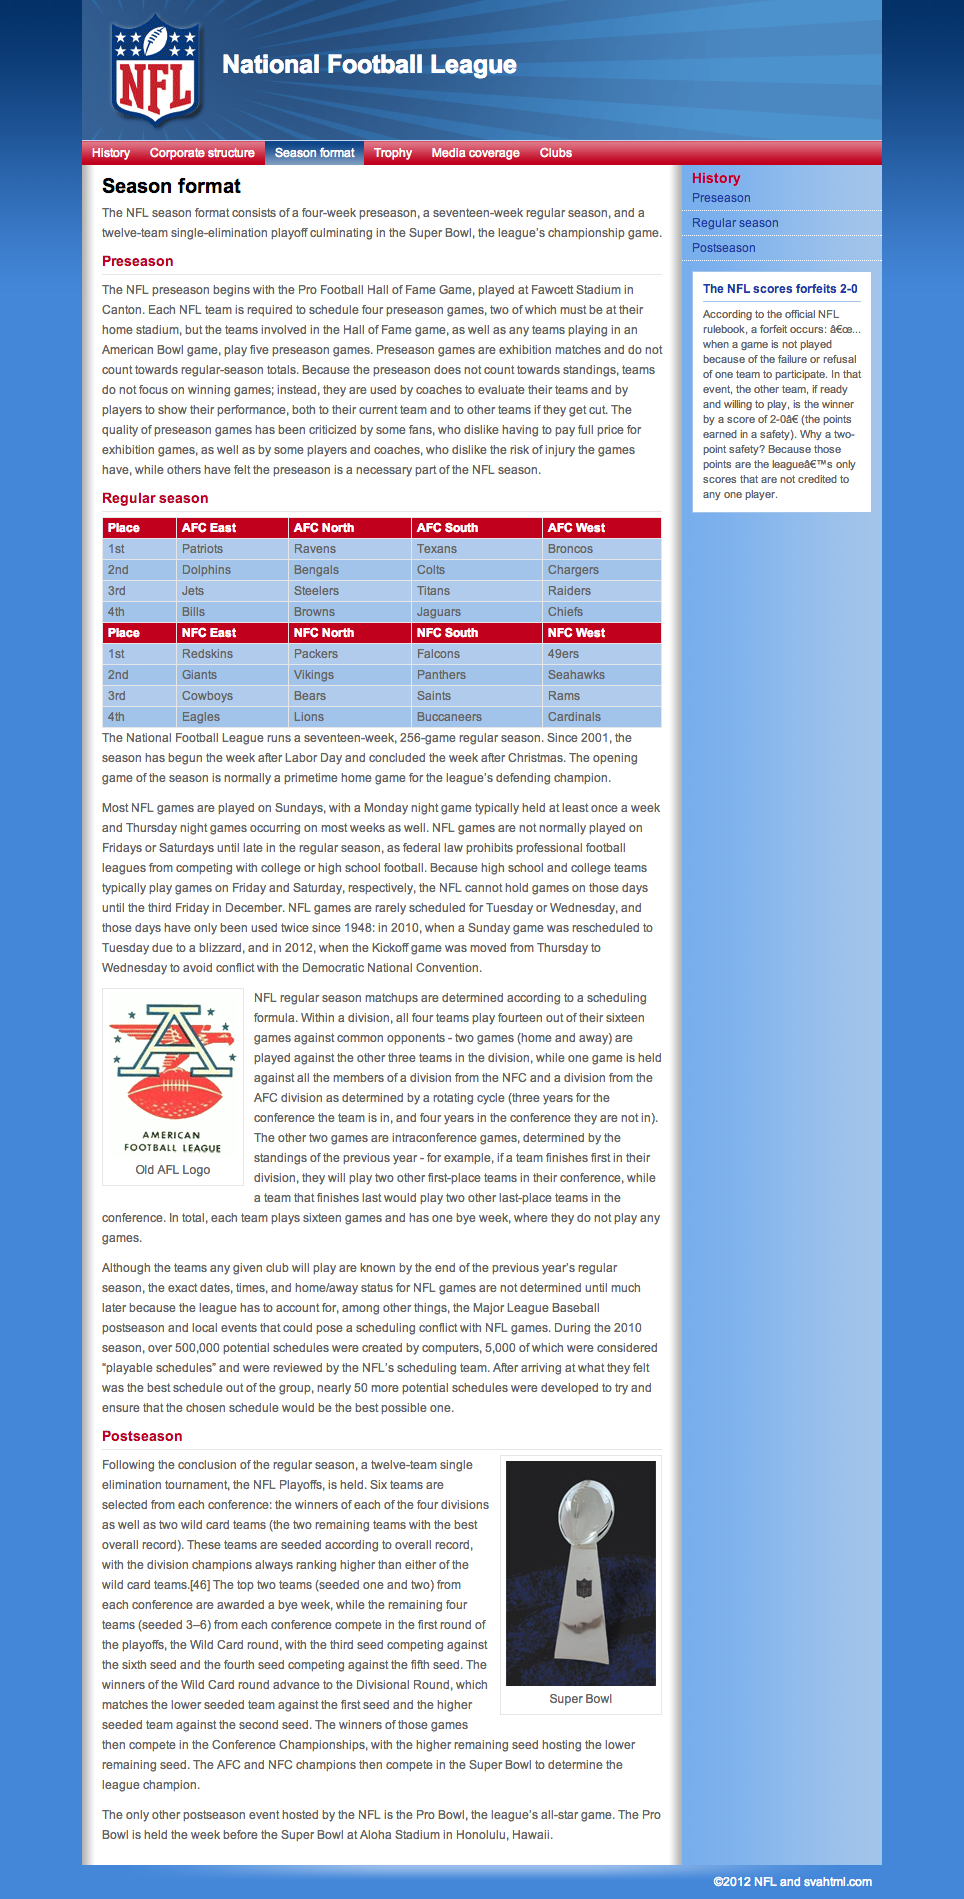 NFL
National Football League
History Corporate structure Season format Trophy Media coverage Clubs
Season format
The NFL season format consists of a four-week preseason, a seventeen-week regular season, and a
twelve-team single-elimination playoff culminating in the Super Bowl, the league's championship game.
Preseason
The NFL preseason begins with the Pro Football Hall of Fame Game, played at Fawcett Stadium in
Canton. Each NFL team is required to schedule four preseason games, two of which must be at their
home stadium, but the teams involved in the Hall of Fame game, as well as any teams playing in an
American Bowl game, play five preseason games. Preseason games are exhibition matches and do not
count towards regular-season totals. Because the preseason does not count towards standings, teams
do not focus on winning games; instead, they are used by coaches to evaluate their teams and by
players to show their performance, both to their current team and to other teams if they get cut. The
quality of preseason games has been criticized by some fans, who dislike having to pay full price for
exhibition games, as well as by some players and coaches, who dislike the risk of injury the games
have, while others have felt the preseason is a necessary part of the NFL season.
Regular season
Place AFC East AFC North AFC South AFC West
1st Patriots Ravens Texans Broncos
2nd Dolphins Bengals Colts Chargers
3rd Jets Steelers Titans Raiders
4th Bills Browns Jaguars Chiefs
Place NFC East NFC North NFC South NFC West
1st Redskins Packers Falcons 49ers
2nd Giants Vikings Panthers Seahawks
3rd Cowboys Bears Saints Rams
4th Eagles Lions Buccaneers Cardinals
The National Football League runs a seventeen-week, 256-game regular season. Since 2001, the
season has begun the week after Labor Day and concluded the week after Christmas. The opening
game of the season is normally a primetime home game for the league's defending champion.
Most NFL games are played on Sundays, with a Monday night game typically held at least once a week
and Thursday night games occurring on most weeks as well. NFL games are not normally played on
Fridays or Saturdays until late in the regular season, as federal law prohibits professional football
leagues from competing with college or high school football. Because high school and college teams
typically play games on Friday and Saturday, respectively, the NFL cannot hold games on those days
until the third Friday in December. NFL games are rarely scheduled for Tuesday or Wednesday, and
those days have only been used twice since 1948: in 2010, when a Sunday game was rescheduled to
Tuesday due to a blizzard, and in 2012, when the Kickoff game was moved from Thursday to
Wednesday to avoid conflict with the Democratic National Convention.
A
AMERICAN
FOOTBALL LEAGUE
Old AFL Logo
NFL regular season matchups are determined according to a scheduling
formula. Within a division, all four teams play fourteen out of their sixteen
games against common opponents - two games (home and away) are
played against the other three teams in the division, while one game is held
against all the members of a division from the NFC and a division from the
AFC division as determined by a rotating cycle (three years for the
conference the team is in, and four years in the conference they are not in).
The other two games are intraconference games, determined by the
standings of the previous year - for example, if a team finishes first in their
division, they will play two other first-place teams in their conference, while
a team that finishes last would play two other last-place teams in the
conference. In total, each team plays sixteen games and has one bye week, where they do not play any
games.
Although the teams any given club will play are known by the end of the previous year's regular
season, the exact dates, times, and home/away status for NFL games are not determined until much
later because the league has to account for, among other things, the Major League Baseball
postseason and local events that could pose a scheduling conflict with NFL games. During the 2010
season, over 500,000 potential schedules were created by computers, 5,000 of which were considered
“playable schedules” and were reviewed by the NFL's scheduling team. After arriving at what they felt
was the best schedule out of the group, nearly 50 more potential schedules were developed to try and
ensure that the chosen schedule would be the best possible one.
Postseason
Following the conclusion of the regular season, a twelve-team single
elimination tournament, the NFL Playoffs, is held. Six teams are
selected from each conference: the winners of each of the four divisions
as well as two wild card teams (the two remaining teams with the best
overall record). These teams are seeded according to overall record,
with the division champions always ranking higher than either of the
wild card teams.[46] The top two teams (seeded one and two) from
each conference are awarded a bye week, while the remaining four
teams (seeded 3–6) from each conference compete in the first round of
the playoffs, the Wild Card round, with the third seed competing against
the sixth seed and the fourth seed competing against the fifth seed. The
winners of the Wild Card round advance to the Divisional Round, which
matches the lower seeded team against the first seed and the higher
seeded team against the second seed. The winners of those games
then compete in the Conference Championships, with the higher remaining seed hosting the lower
remaining seed. The AFC and NFC champions then compete in the Super Bowl to determine the
league champion.
NFL
Super Bowl
The only other postseason event hosted by the NFL is the Pro Bowl, the league's all-star game. The Pro
Bowl is held the week before the Super Bowl at Aloha Stadium in Honolulu, Hawaii.
History
Preseason
Regular season
Postseason
The NFL scores forfeits 2-0
According to the official NFL
rulebook, a forfeit occurs: â€œ...
when a game is not played
because of the failure or refusal
of one team to participate. In that
event, the other team, if ready
and willing to play, is the winner
by a score of 2-0â€ (the points
earned in a safety). Why a two-
point safety? Because those
points are the leagueâ€™s only
scores that are not credited to
any one player.
©2012 NFL and svahtml.com